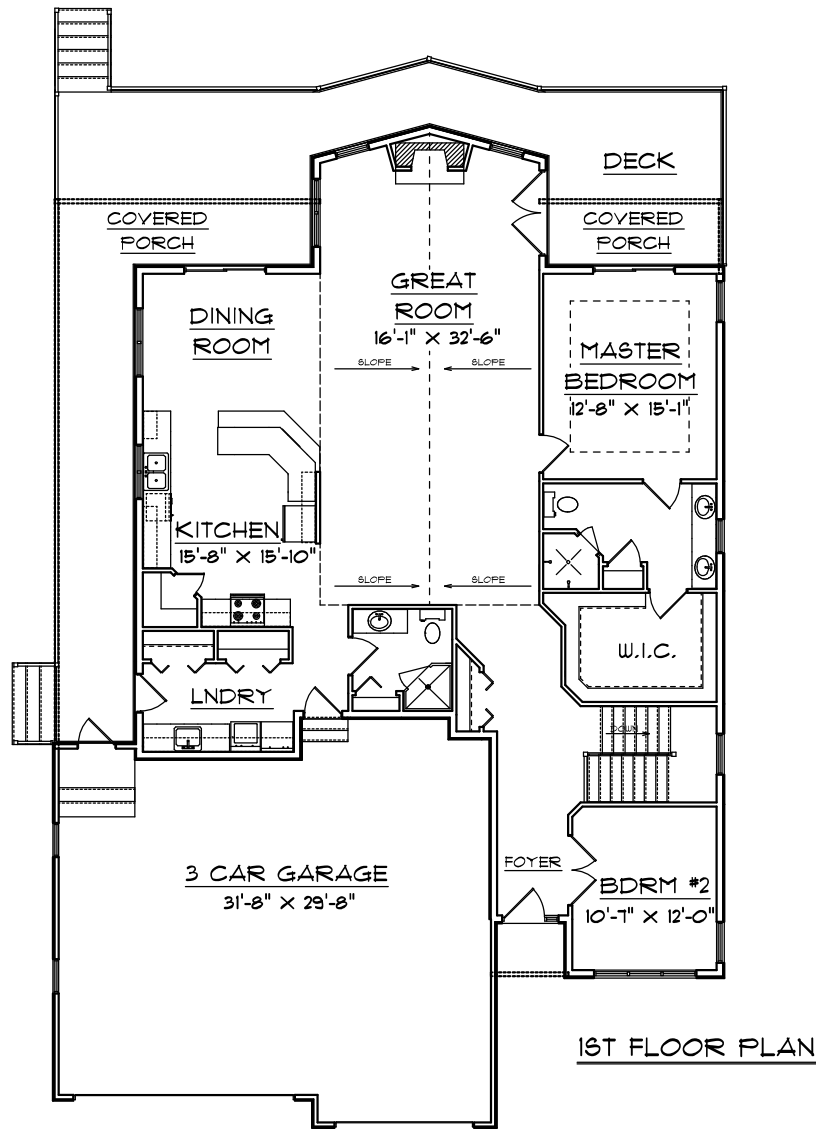 DECK
COVERED
PORCH
COVERED
PORCH
GREAT
ROOM
16'-1" X 32'-6"
DINING
ROOM
SLOPE
SLOPE
MASTER
BEDROOM
12'-8" X 15'-1"
KITCHEN
15'-8" X 15'-10"
SLOPE
SLOPE
W.I.C.
LNDRY
DOWN
FOYER
3 CAR GARAGE
31'-8" X 29'-8"
BDRM #2
10'-7" X 12'-0"
1ST FLOOR PLAN